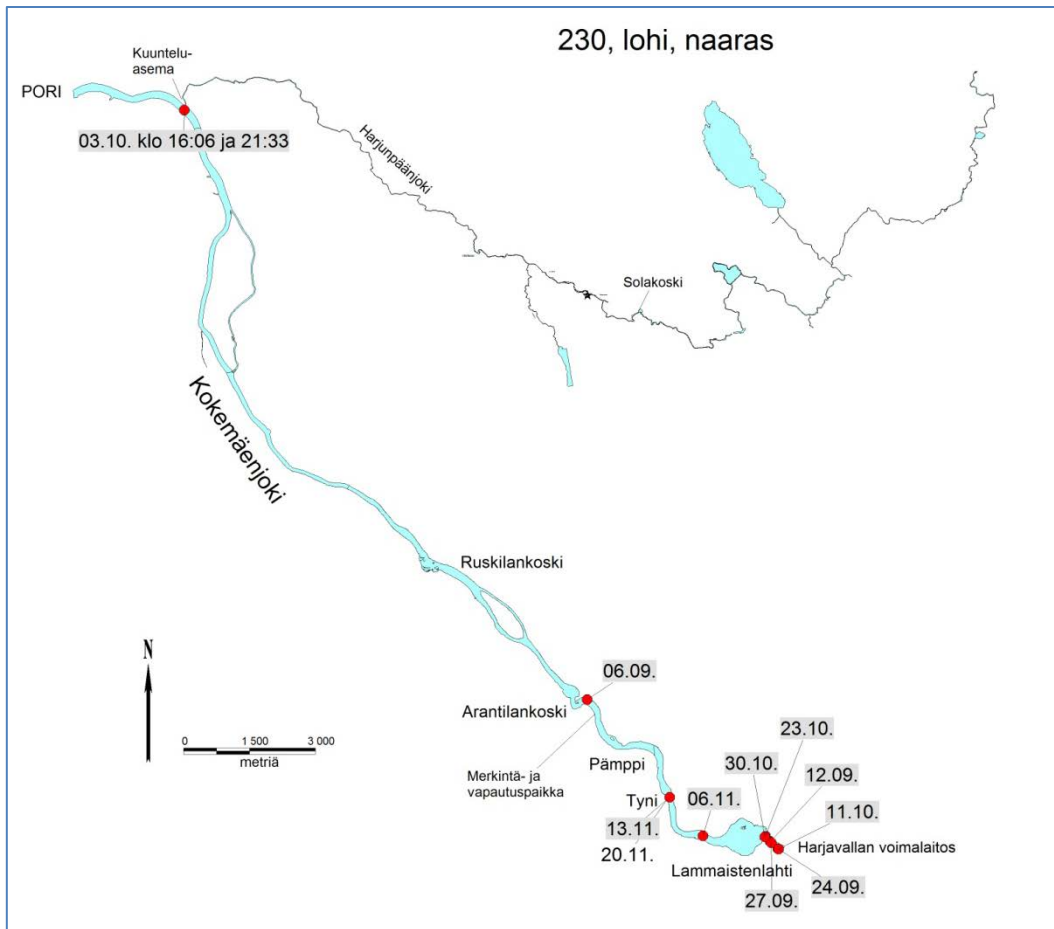 230, lohi, naaras
Kuuntelu-
asema
PORI
03.10. klo 16:06 ja 21:33
Harjunpäänjoki
Solakoski
Kokemäenjoki
Ruskilankoski
N
0 1 500 3 000
metriä
06.09.
Arantilankoski
Merkintä- ja
vapautuspaikka
Pämppi
Tyni
13.11.
20.11.
06.11.
30.10.
23.10.
12.09.
11.10.
Harjavallan voimalaitos
Lammaistenlahti
24.09.
27.09.